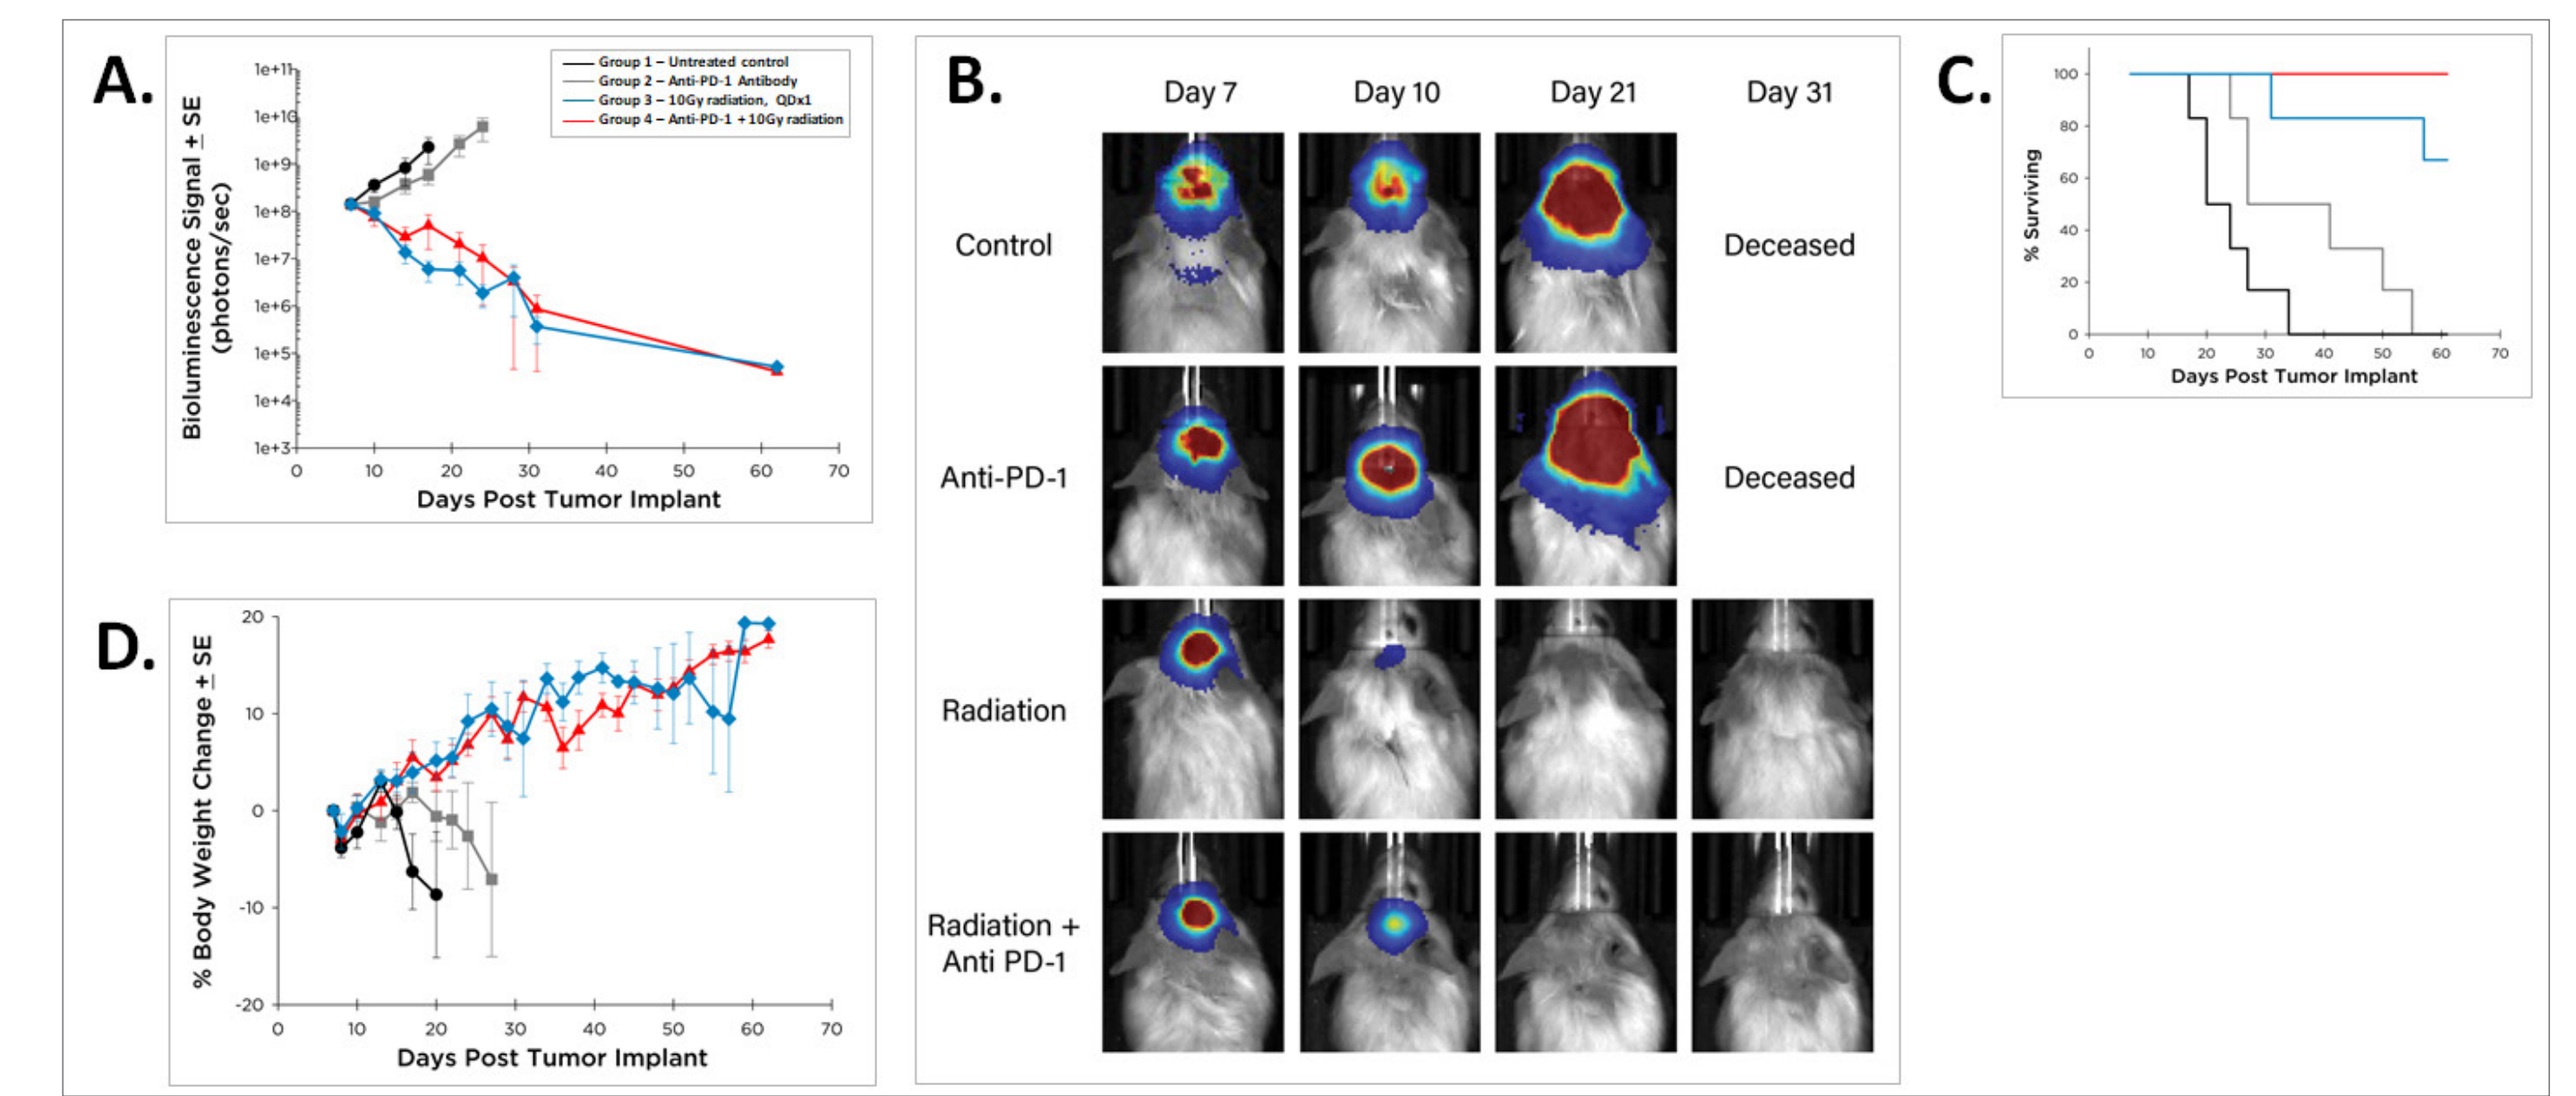 A.
Group 1 – Untreated control
Group 2 – Anti-PD-1 Antibody
Group 3 – 10Gy radiation, QDx1
Group 4 – Anti-PD-1 + 10Gy radiation
Bioluminescence Signal ± SE
(photons/sec)
1e+11
1e+10
1e+9
1e+8
1e+7
1e+6
1e+5
1e+4
1e+3
0 10 20 30 40 50 60 70
Days Post Tumor Implant
B.
Day 7 Day 10 Day 21 Day 31
Control Deceased
Anti-PD-1 Deceased
Radiation
Radiation +
Anti PD-1
C.
% Surviving
100
80
60
40
20
0
0 10 20 30 40 50 60 70
Days Post Tumor Implant
D.
% Body Weight Change ± SE
20
10
0
-10
-20
0 10 20 30 40 50 60 70
Days Post Tumor Implant